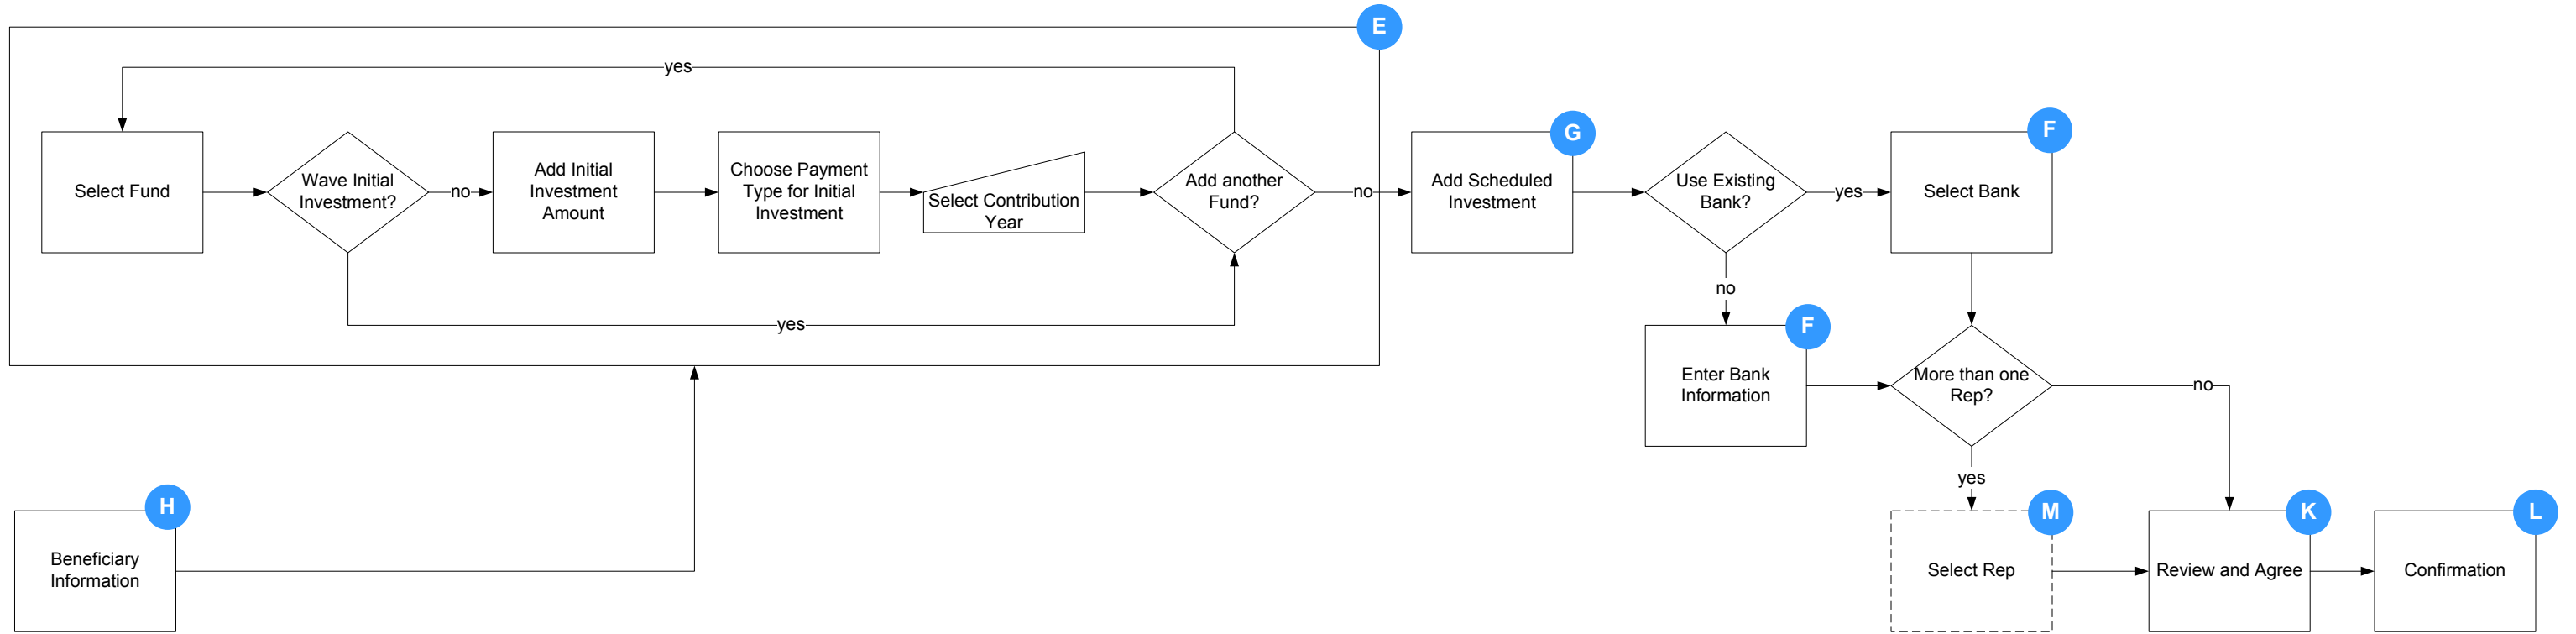 E
yes
Select Fund
Wave Initial
Investment?
no
Add Initial
Investment
Amount
Choose Payment
Type for Initial
Investment
Select Contribution
Year
Add another
Fund?
no
yes
G
Add Scheduled
Investment
Use Existing
Bank?
yes
F
Select Bank
no
F
Enter Bank
Information
More than one
Rep?
no
yes
H
Beneficiary
Information
M
Select Rep
K
Review and Agree
L
Confirmation